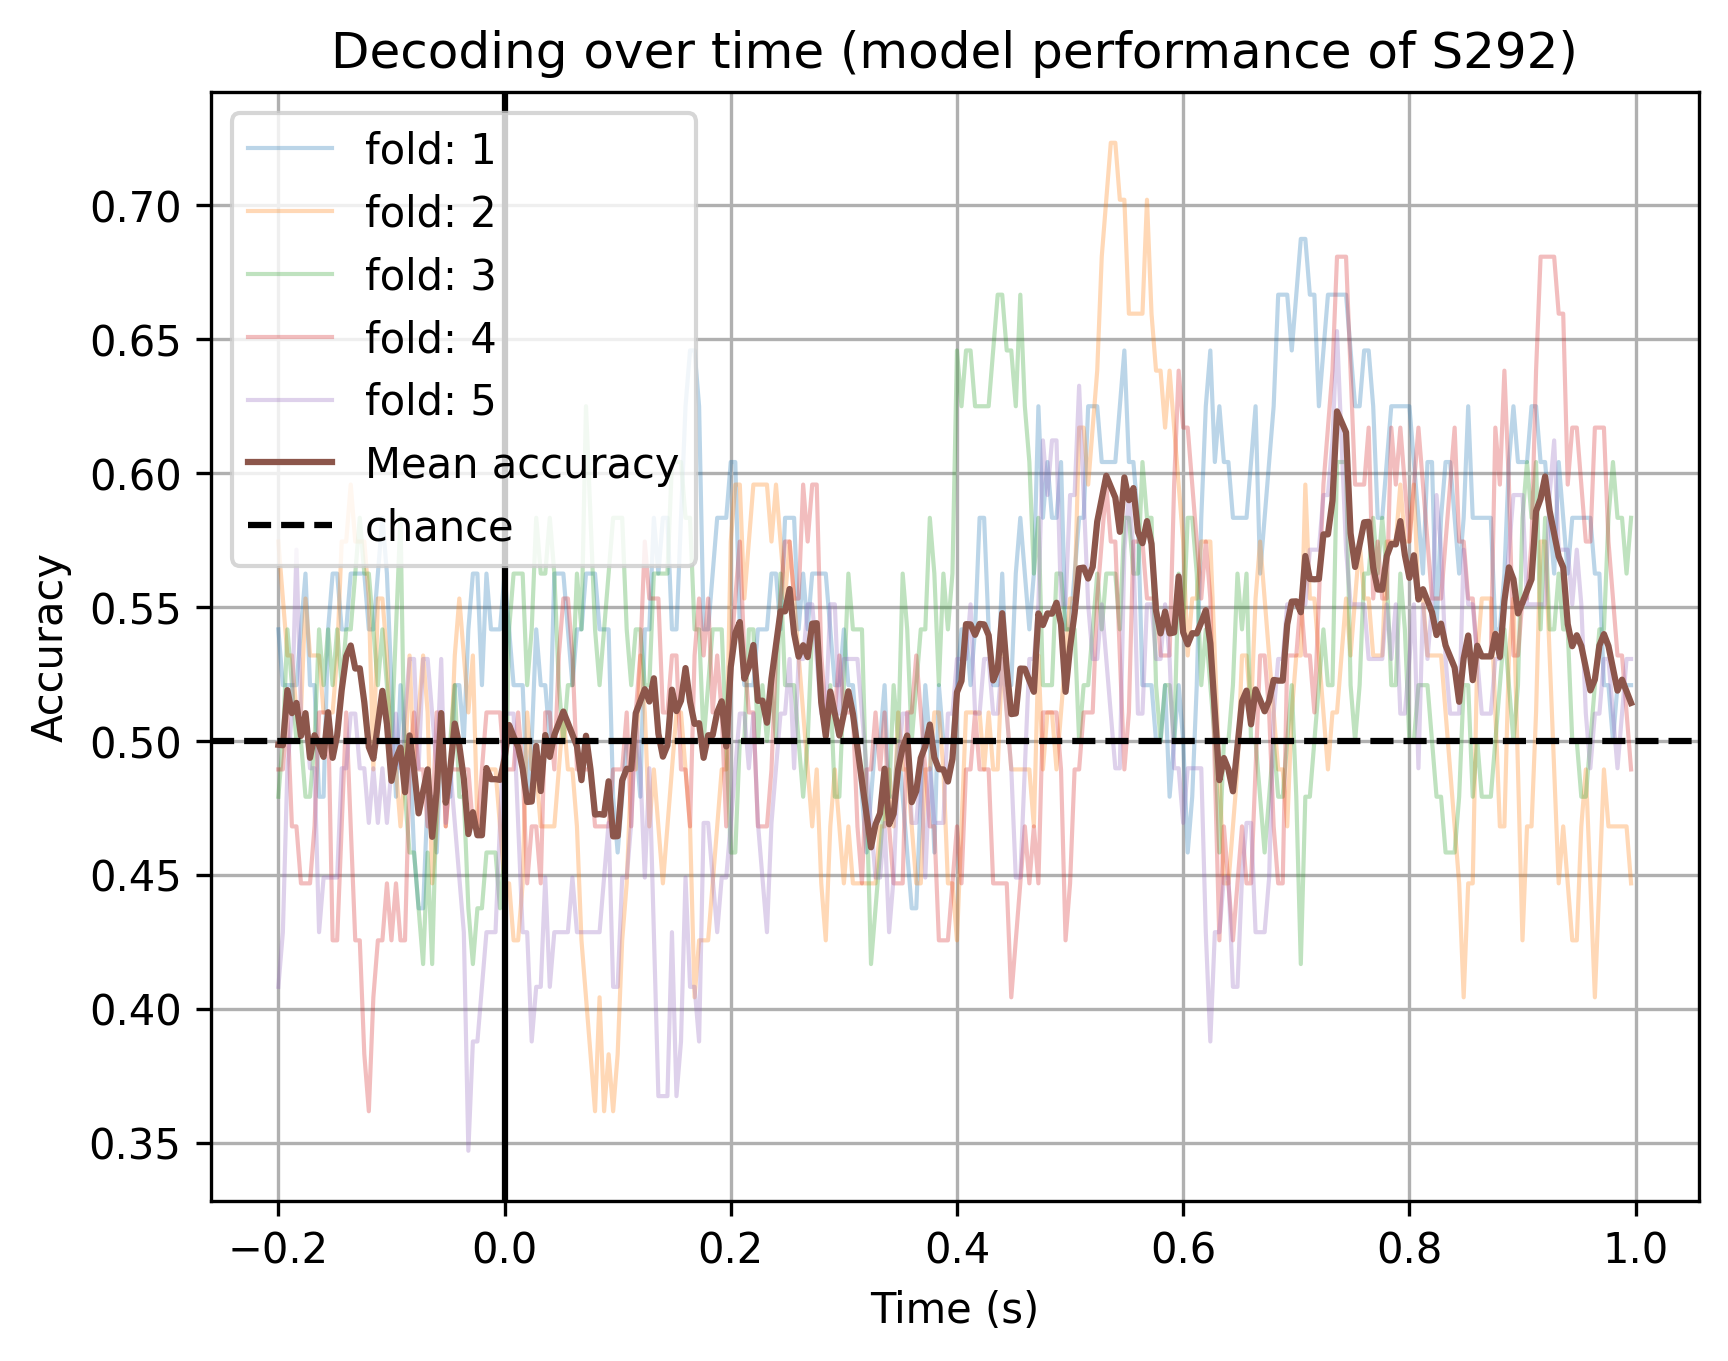 Decoding over time (model performance of S292)
fold: 1
fold: 2
fold: 3
fold: 4
fold: 5
Mean accuracy
chance
Accuracy
0.70
0.65
0.60
0.55
0.50
0.45
0.40
0.35
−0.2
0.0
0.2
0.4
0.6
0.8
1.0
Time (s)